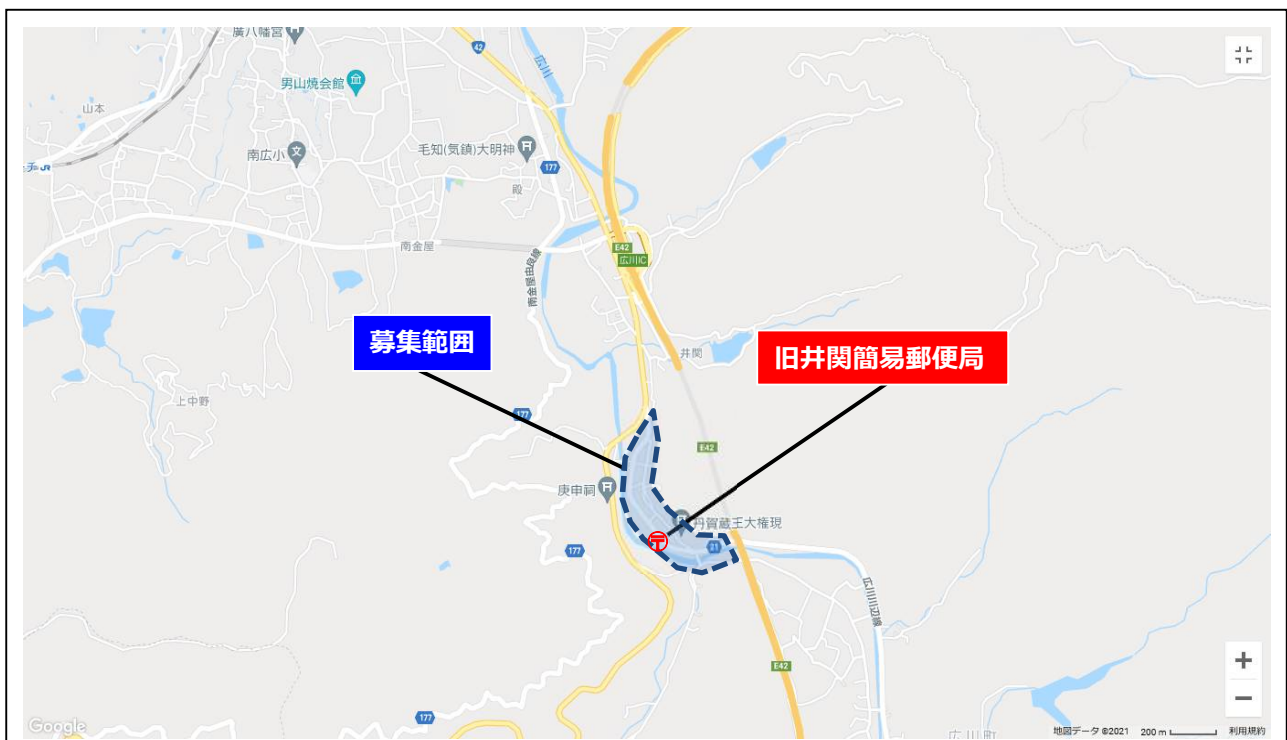 廣八幡宮
42
広川
男山焼会館
山本
南広小
毛知(気鎮)大明神
177
殿
JR
南金屋
E42
広川IC
南金屋由良線
募集範囲
井関
旧井関簡易郵便局
上中野
177
E42
庚申祠
丹賀蔵王大権現
21
177
広川川辺線
E42
177
Google
広川町
地図データ ©2021 200 m 利用規約